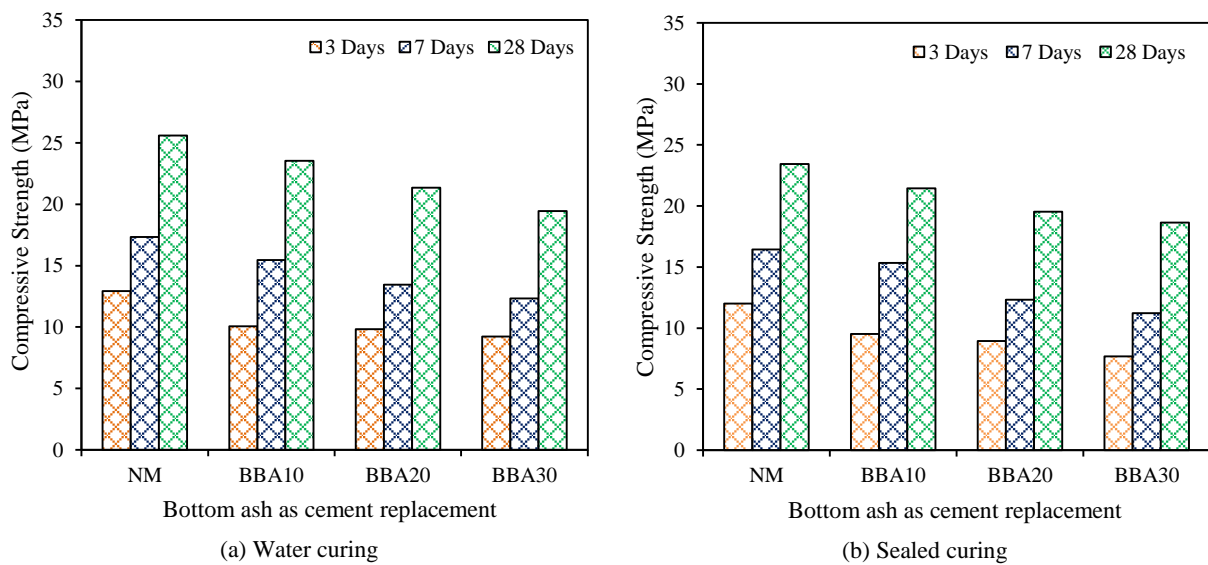 35
30
25
20
15
10
5
0
Compressive Strength (MPa)
3 Days 7 Days 28 Days
NM BBA10 BBA20 BBA30
Bottom ash as cement replacement
(a) Water curing
35
30
25
20
15
10
5
0
Compressive Strength (MPa)
3 Days 7 Days 28 Days
NM BBA10 BBA20 BBA30
Bottom ash as cement replacement
(b) Sealed curing